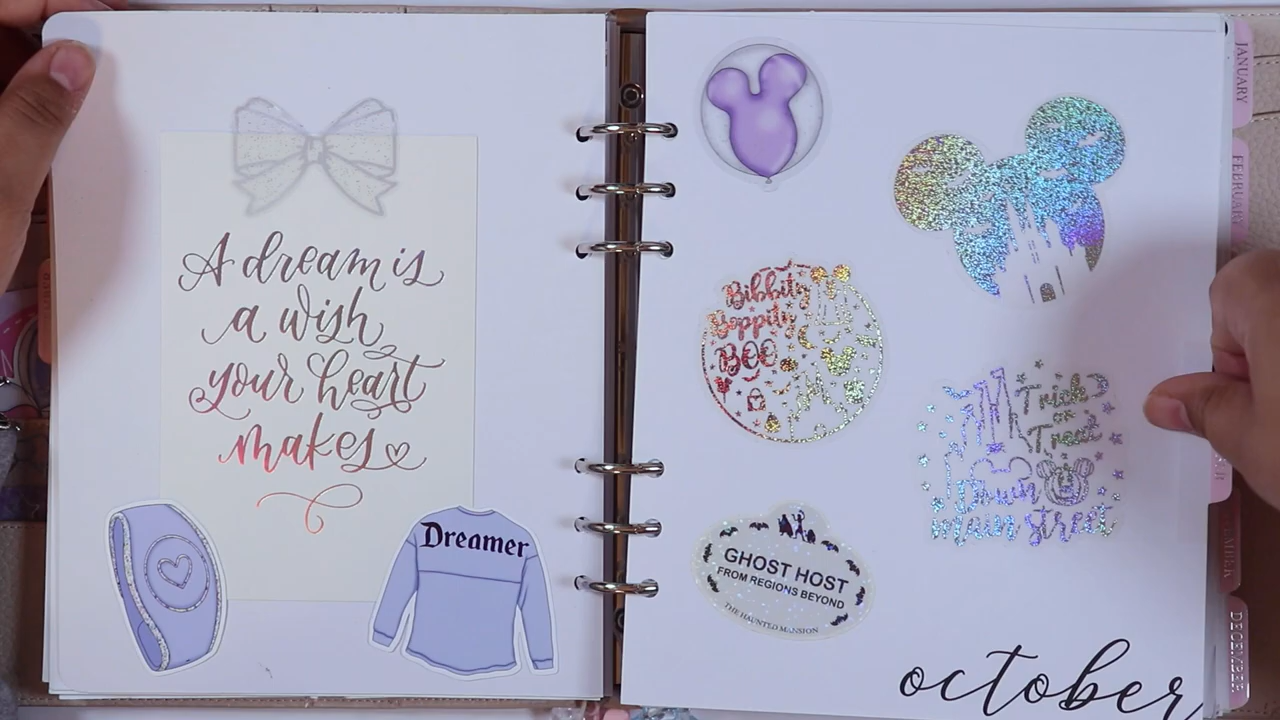 A dream is
a wish
your heart
makes
Dreamer
Bibbity
Boppity
BOO
Trick
or
Treat
Down
main street
GHOST HOST
FROM REGIONS BEYOND
THE HAUNTED MANSION
october
JANUARY
FEBRUARY
DECEMBER